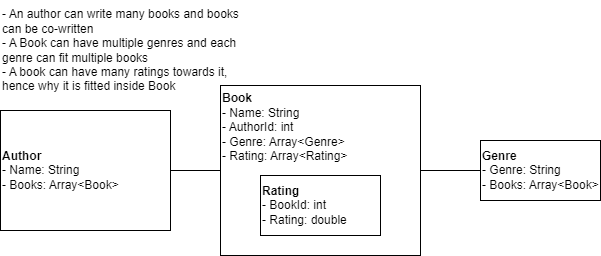 - An author can write many books and books
can be co-written
- A Book can have multiple genres and each
genre can fit multiple books
- A book can have many ratings towards it,
hence why it is fitted inside Book
Author
- Name: String
- Books: Array<Book>
Book
- Name: String
- AuthorId: int
- Genre: Array<Genre>
- Rating: Array<Rating>
Rating
- BookId: int
- Rating: double
Genre
- Genre: String
- Books: Array<Book>